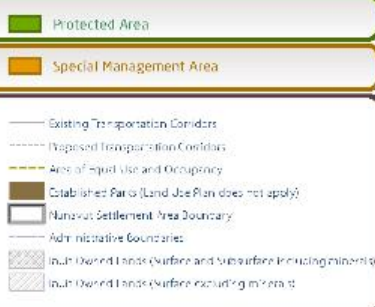 Protected Area
Special Management Area
Existing Transportation Corridors
Proposed Transportation Corridors
Area of Equal Use and Occupancy
Established Parks (Land Use Plan does not apply)
Nunavut Settlement Area Boundary
Administrative Boundaries
Inuit Owned Lands (Surface and Subsurface including minerals)
Inuit Owned Lands (Surface excluding minerals)